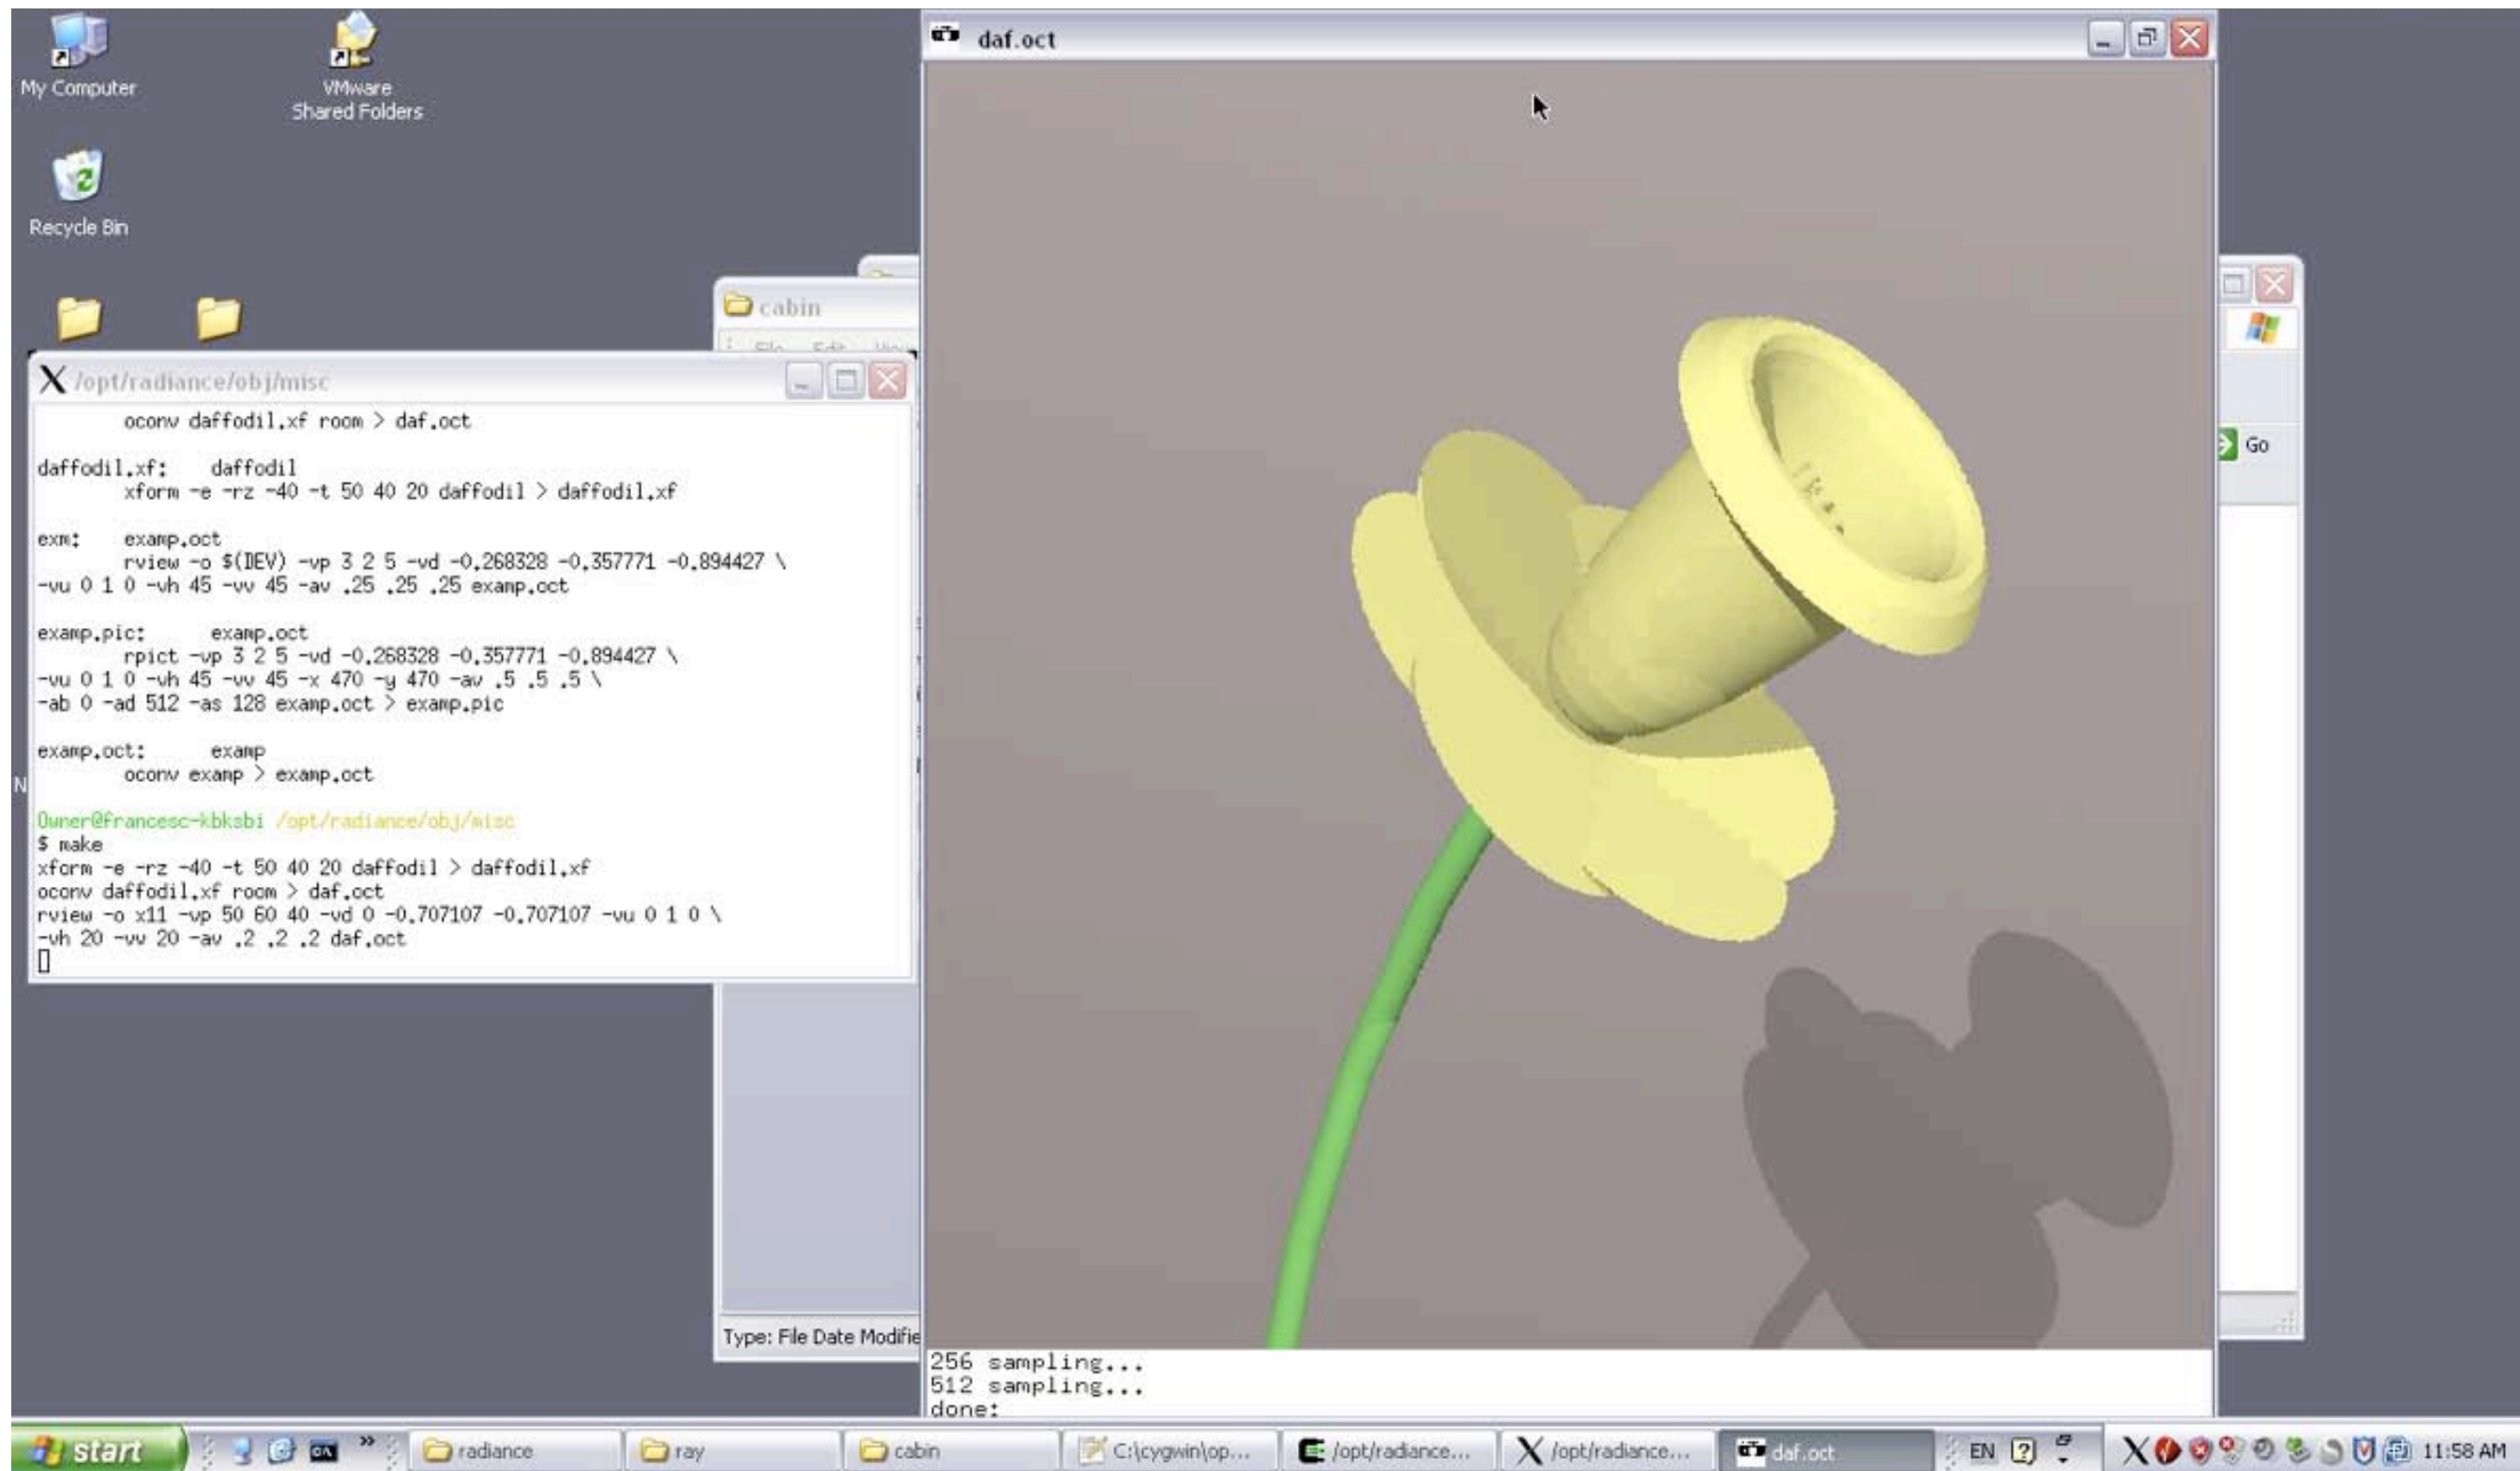 My Computer
VMware
Shared Folders
Recycle Bin
daf.oct
cabin
File Edit View
Go
/opt/radiance/obj/misc
oconv daffodil.xf room > daf.oct
daffodil.xf: daffodil
xform -e -rz -40 -t 50 40 20 daffodil > daffodil.xf
exm: examp.oct
rview -o $(DEV) -vp 3 2 5 -vd -0.268328 -0.357771 -0.894427 \
-vu 0 1 0 -vh 45 -vv 45 -av .25 .25 .25 examp.oct
examp.pic: examp.oct
rpict -vp 3 2 5 -vd -0.268328 -0.357771 -0.894427 \
-vu 0 1 0 -vh 45 -vv 45 -x 470 -y 470 -av .5 .5 .5 \
-ab 0 -ad 512 -as 128 examp.oct > examp.pic
examp.oct: examp
oconv examp > examp.oct
N
Owner@francesc-kbksbi /opt/radiance/obj/misc
$ make
xform -e -rz -40 -t 50 40 20 daffodil > daffodil.xf
oconv daffodil.xf room > daf.oct
rview -o x11 -vp 50 60 40 -vd 0 -0.707107 -0.707107 -vu 0 1 0 \
-vh 20 -vv 20 -av .2 .2 .2 daf.oct
Type: File Date Modifie
256 sampling...
512 sampling...
done:
start
radiance
ray
cabin
C:\cygwin\op...
/opt/radiance...
/opt/radiance...
daf.oct
EN
11:58 AM